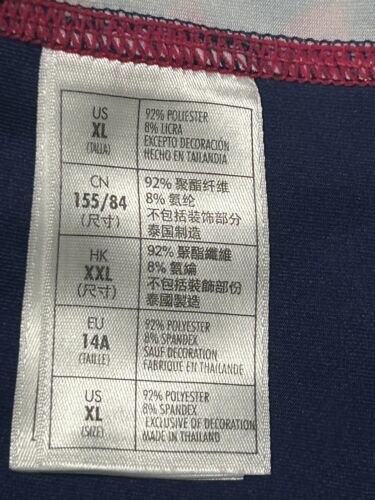 US
XL
(TALLA)
92% POLIESTER
8% LICRA
EXCEPTO DECORACIÓN
HECHO EN TAILANDIA
CN
155/84
(尺寸)
92% 聚酯纤维
8% 氨纶
不包括装饰部分
泰国制造
HK
XXL
(尺寸)
92% 聚酯纖維
8% 氨綸
不包括裝飾部份
泰國製造
EU
14A
(TAILLE)
92% POLYESTER
8% SPANDEX
SAUF DECORATION
FABRIQUE EN THAILANDE
US
XL
(SIZE)
92% POLYESTER
8% SPANDEX
EXCLUSIVE OF DECORATION
MADE IN THAILAND